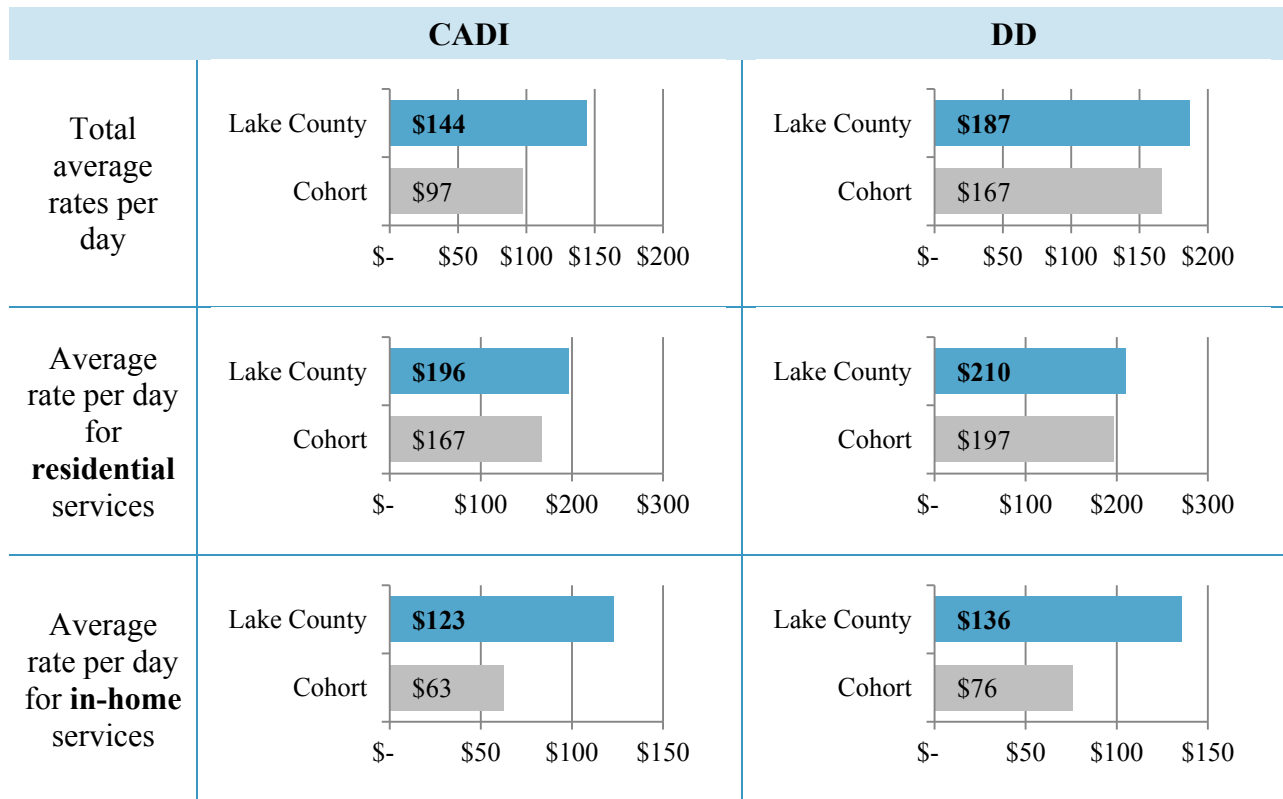 CADI DD
Total
average
rates per
day
Lake County $144
Cohort $97
$- $50 $100 $150 $200
Lake County $187
Cohort $167
$- $50 $100 $150 $200
Average
rate per day
for
residential
services
Lake County $196
Cohort $167
$- $100 $200 $300
Lake County $210
Cohort $197
$- $100 $200 $300
Average
rate per day
for in-home
services
Lake County $123
Cohort $63
$- $50 $100 $150
Lake County $136
Cohort $76
$- $50 $100 $150